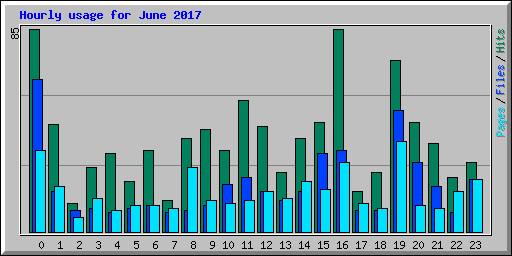 Hourly usage for June 2017
85
Pages/Files/Hits
0 1 2 3 4 5 6 7 8 9 10 11 12 13 14 15 16 17 18 19 20 21 22 23